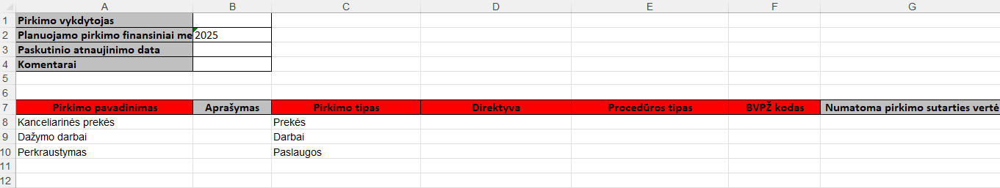 A B C D E F G
1 Pirkimo vykdytojas
2 Planuojamo pirkimo finansiniai me 2025
3 Paskutinio atnaujinimo data
4 Komentarai
5
6
7 Pirkimo pavadinimas Aprašymas Pirkimo tipas Direktyva Procedūros tipas BVPŽ kodas Numatoma pirkimo sutarties vertė
8 Kanceliarinės prekės Prekės
9 Dažymo darbai Darbai
10 Perkraustymas Paslaugos
11
12